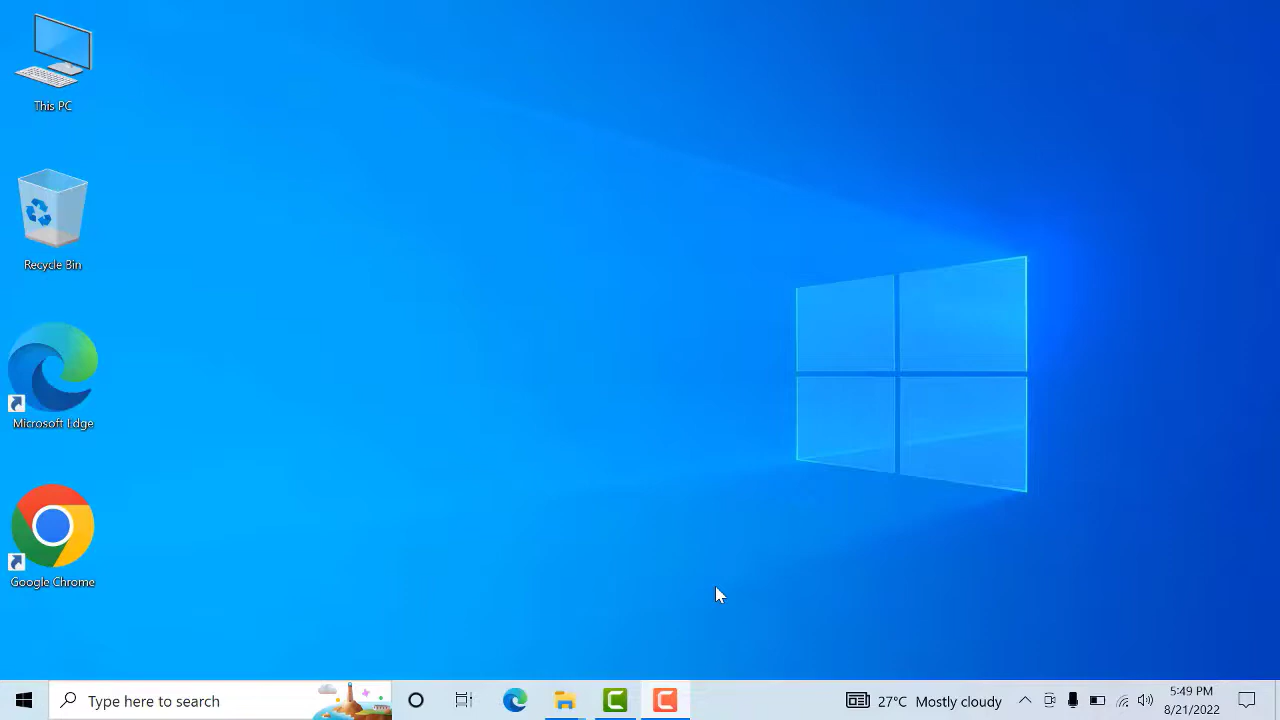 This PC
Recycle Bin
Microsoft Edge
Google Chrome
Type here to search
27°C Mostly cloudy
5:49 PM
8/21/2022